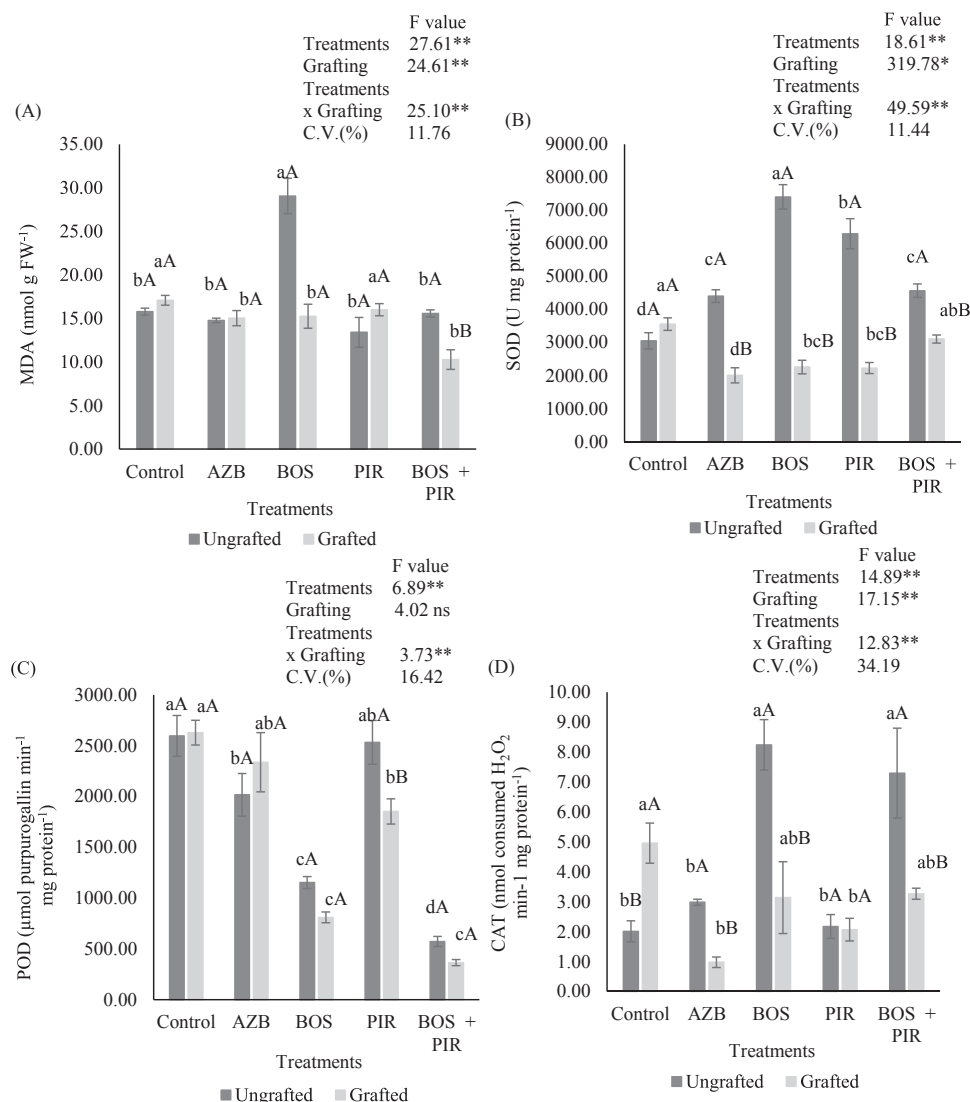 F value
Treatments 27.61**
Grafting 24.61**
Treatments
x Grafting 25.10**
C.V.(%) 11.76
(A)
35.00
30.00
25.00
20.00
15.00
10.00
5.00
0.00
MDA (nmol g FW-1)
bA aA bA bA aA bA bA aA bA bB
Control AZB BOS PIR BOS + PIR
Treatments
Ungrafted Grafted
F value
Treatments 18.61**
Grafting 319.78*
Treatments
x Grafting 49.59**
C.V.(%) 11.44
(B)
9000.00
8000.00
7000.00
6000.00
5000.00
4000.00
3000.00
2000.00
1000.00
0.00
SOD (U mg protein-1)
dA aA cA dB aA bcB bA bcB cA abB
Control AZB BOS PIR BOS + PIR
Treatments
Ungrafted Grafted
F value
Treatments 6.89**
Grafting 4.02 ns
Treatments
x Grafting 3.73**
C.V.(%) 16.42
(C)
3000.00
2500.00
2000.00
1500.00
1000.00
500.00
0.00
POD (µmol purpurogallin min-1
mg protein-1)
aA aA bA abA cA cA abA bB dA cA
Control AZB BOS PIR BOS + PIR
Treatments
Ungrafted Grafted
F value
Treatments 14.89**
Grafting 17.15**
Treatments
x Grafting 12.83**
C.V.(%) 34.19
(D)
10.00
9.00
8.00
7.00
6.00
5.00
4.00
3.00
2.00
1.00
0.00
CAT (nmol consumed H2O2
min-1 mg protein-1)
bB aA bA bB aA abB bA bA aA abB
Control AZB BOS PIR BOS + PIR
Treatments
Ungrafted Grafted